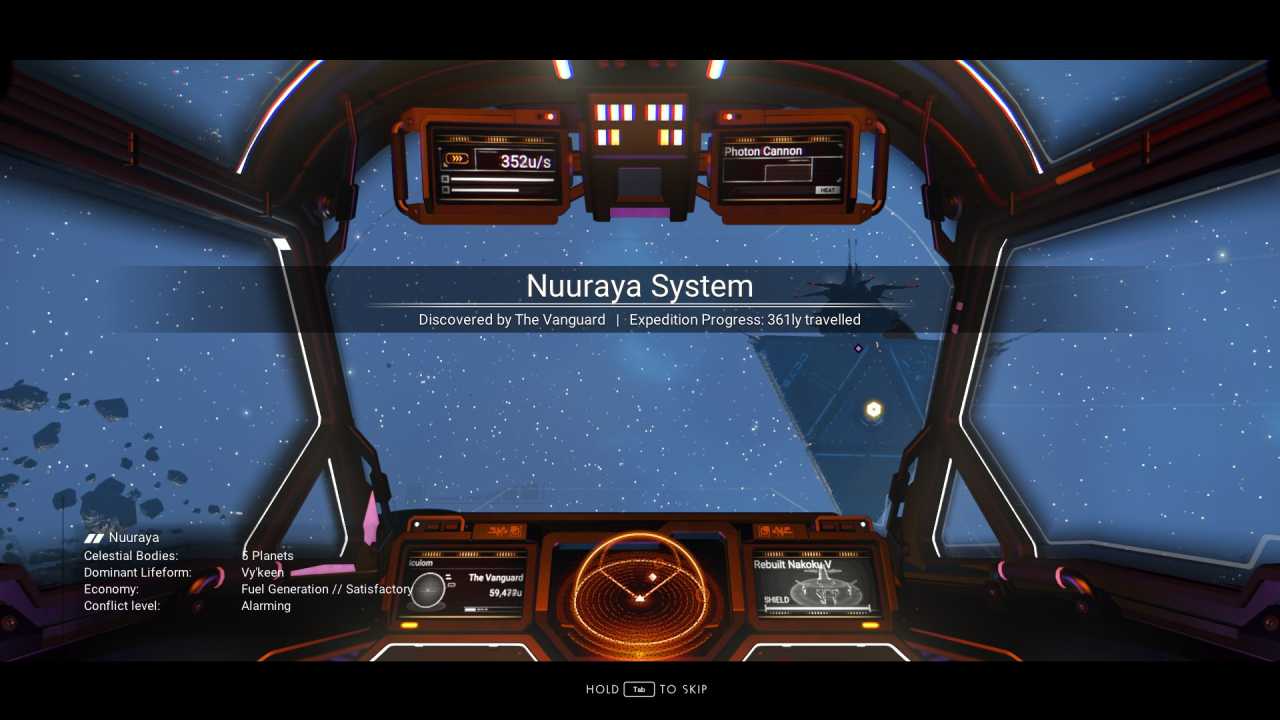 352u/s
Photon Cannon
HEAT
Nuuraya System
Discovered by The Vanguard | Expedition Progress: 361ly travelled
Nuuraya
Celestial Bodies: 5 Planets
Dominant Lifeform: Vy'keen
Economy: Fuel Generation // Satisfactory
Conflict level: Alarming
iculom
The Vanguard
Rebuilt Nakoku V
SHIELD
HOLD Tab TO SKIP